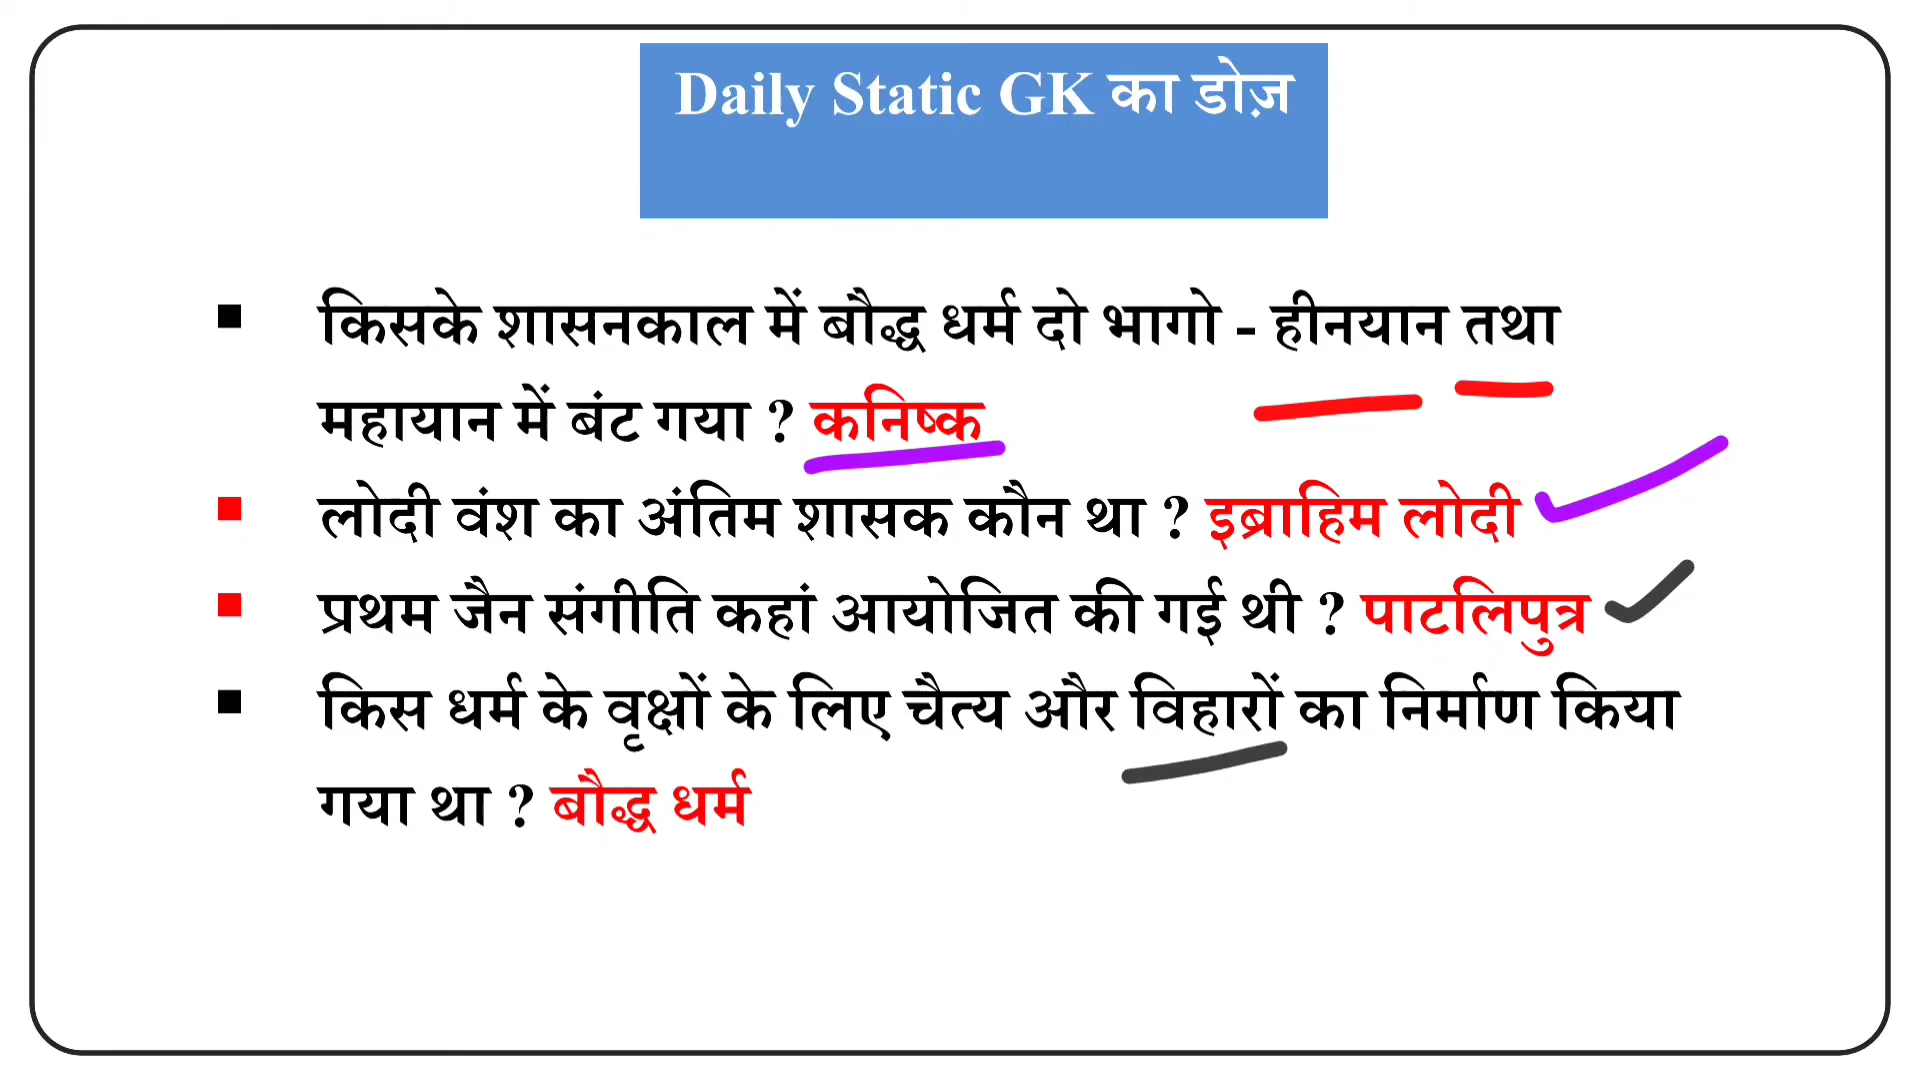 Daily Static GK का डोज़
▪ किसके शासनकाल में बौद्ध धर्म दो भागो - हीनयान तथा
महायान में बंट गया ? कनिष्क
▪ लोदी वंश का अंतिम शासक कौन था ? इब्राहिम लोदी
▪ प्रथम जैन संगीति कहां आयोजित की गई थी ? पाटलिपुत्र
▪ किस धर्म के वृक्षों के लिए चैत्य और विहारों का निर्माण किया
गया था ? बौद्ध धर्म